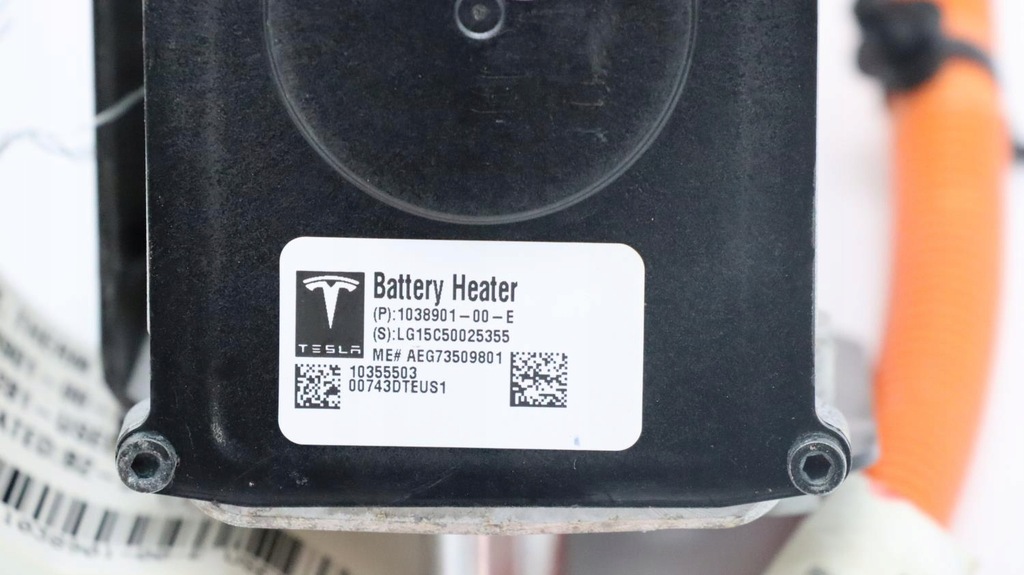 Battery Heater
(P):1038901-00-E
(S):LG15C50025355
TESLA
ME# AEG73509801
10355503
00743DTEUS1